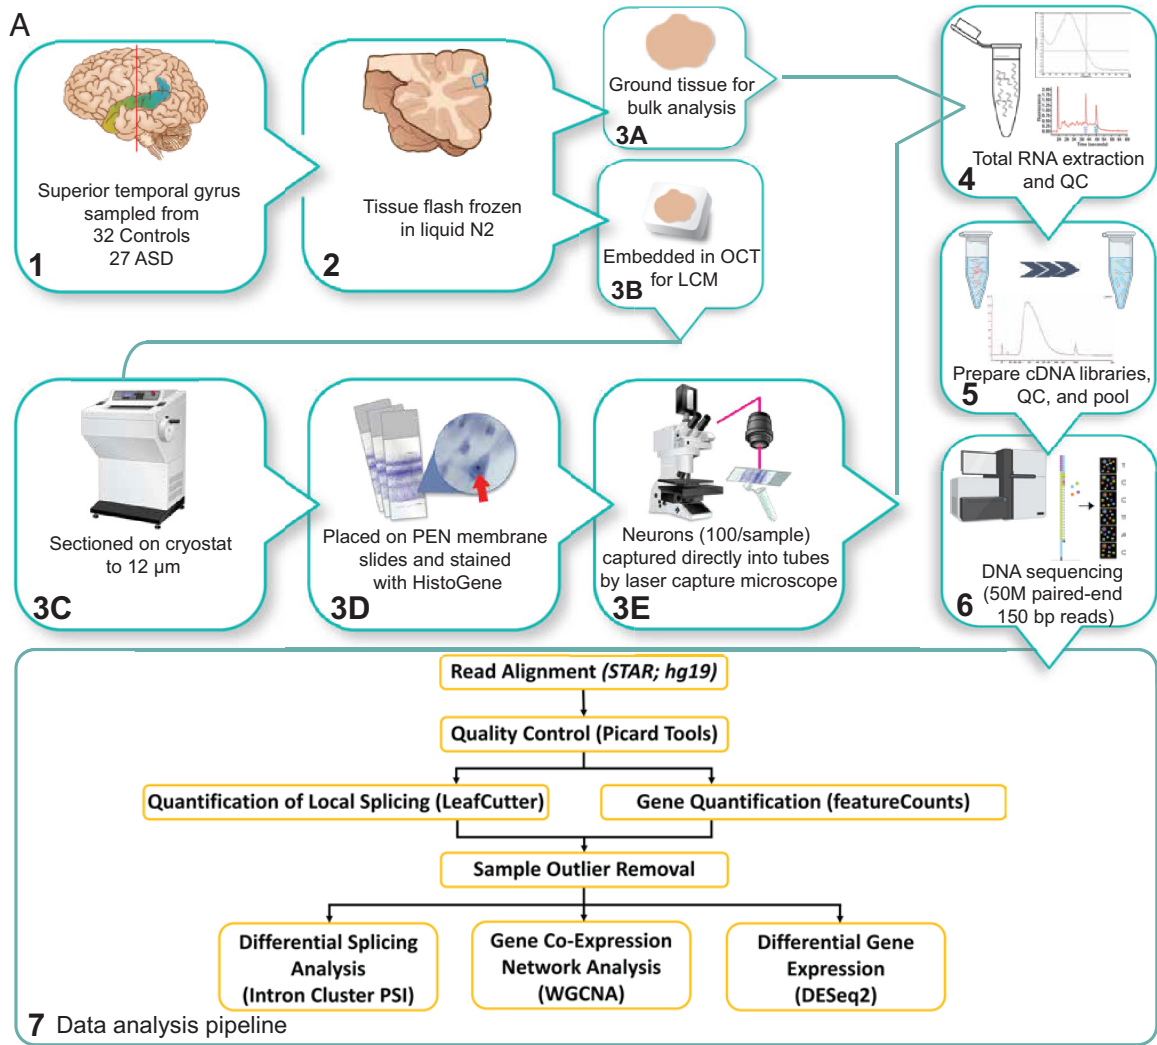 A
Superior temporal gyrus
sampled from
32 Controls
27 ASD
1
Tissue flash frozen
in liquid N2
2
Ground tissue for
bulk analysis
3A
Embedded in OCT
for LCM
3B
Sectioned on cryostat
to 12 µm
3C
Placed on PEN membrane
slides and stained
with HistoGene
3D
Neurons (100/sample)
captured directly into tubes
by laser capture microscope
3E
Fluorescence
Time (seconds)
Total RNA extraction
and QC
4
Prepare cDNA libraries,
QC, and pool
5
DNA sequencing
(50M paired-end
150 bp reads)
6
Read Alignment (STAR; hg19)
Quality Control (Picard Tools)
Quantification of Local Splicing (LeafCutter)
Gene Quantification (featureCounts)
Sample Outlier Removal
Differential Splicing
Analysis
(Intron Cluster PSI)
Gene Co-Expression
Network Analysis
(WGCNA)
Differential Gene
Expression
(DESeq2)
7 Data analysis pipeline